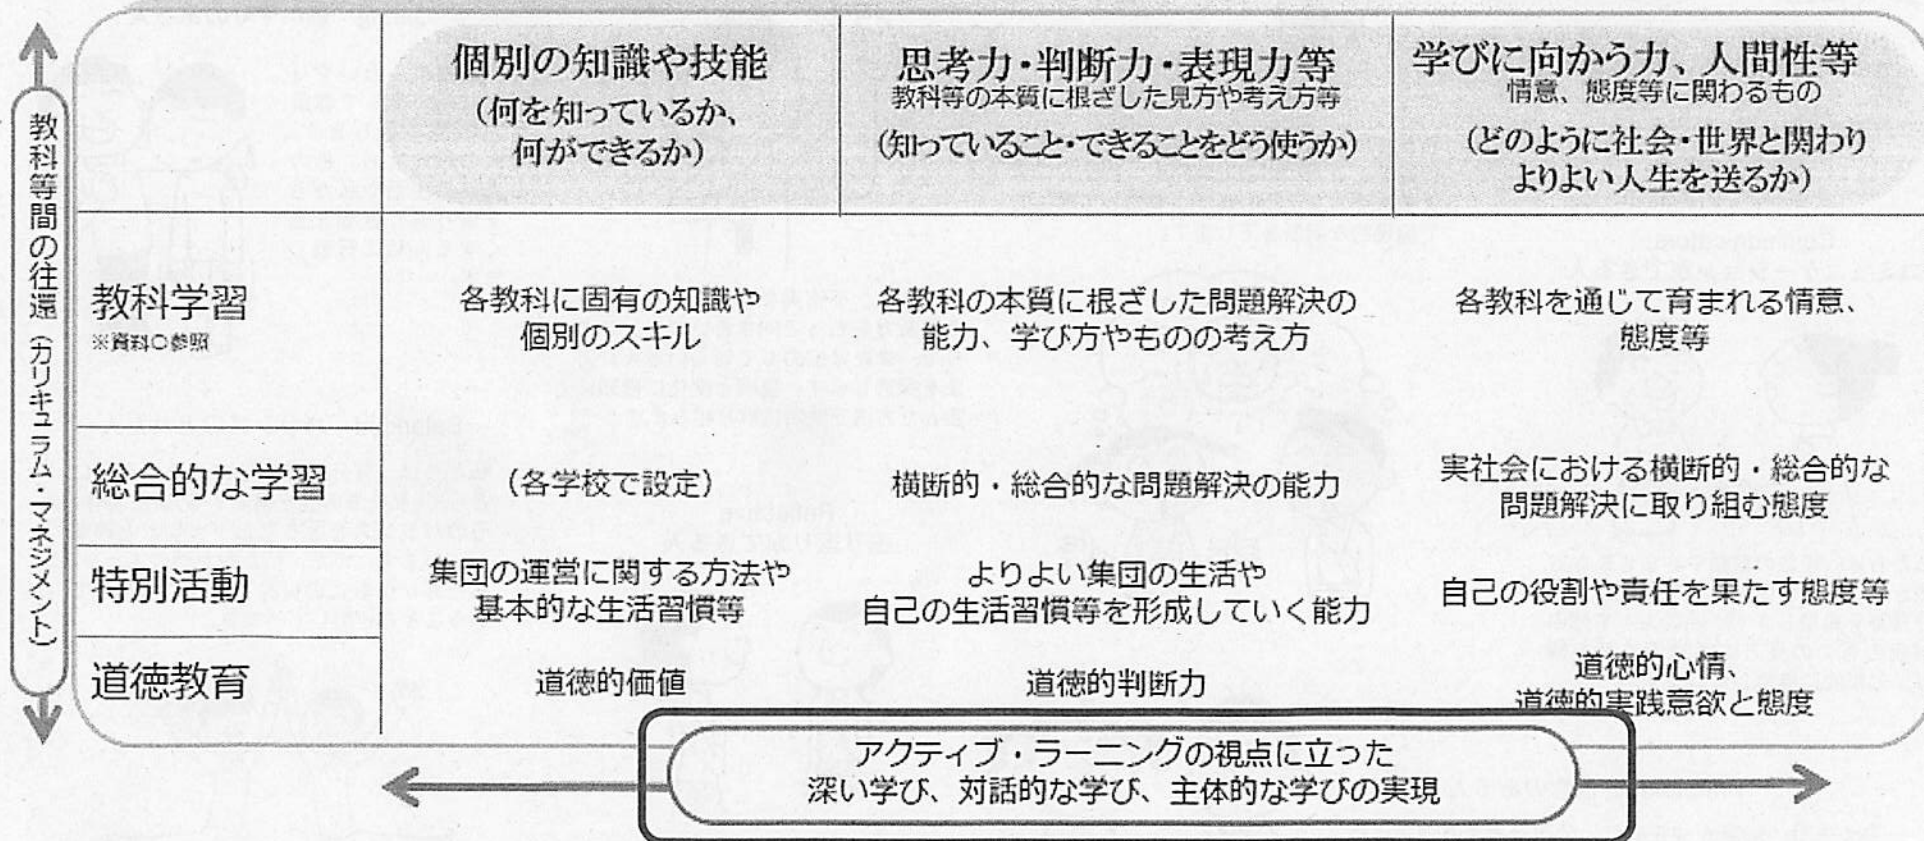 教科等間の往還（カリキュラム・マネジメント）
個別の知識や技能
（何を知っているか、
何ができるか）
思考力・判断力・表現力等
教科等の本質に根ざした見方や考え方等
（知っていること・できることをどう使うか）
学びに向かう力、人間性等
情意、態度等に関わるもの
（どのように社会・世界と関わり
よりよい人生を送るか）
教科学習
※資料○参照
各教科に固有の知識や
個別のスキル
各教科の本質に根ざした問題解決の
能力、学び方やものの考え方
各教科を通じて育まれる情意、
態度等
総合的な学習
（各学校で設定）
横断的・総合的な問題解決の能力
実社会における横断的・総合的な
問題解決に取り組む態度
特別活動
集団の運営に関する方法や
基本的な生活習慣等
よりよい集団の生活や
自己の生活習慣等を形成していく能力
自己の役割や責任を果たす態度等
道徳教育
道徳的価値
道徳的判断力
道徳的心情、
道徳的実践意欲と態度
アクティブ・ラーニングの視点に立った
深い学び、対話的な学び、主体的な学びの実現